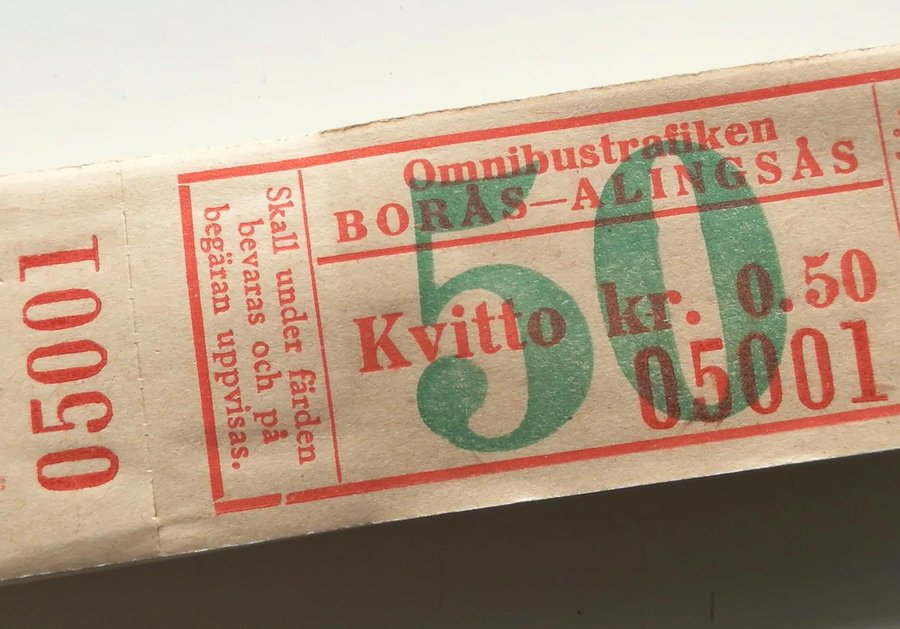 05001
Skall under färden
bevaras och på
begäran uppvisas.
Omnibustrafiken
BORÅS—ALINGSÅS
50
Kvitto kr. 0.50
05001